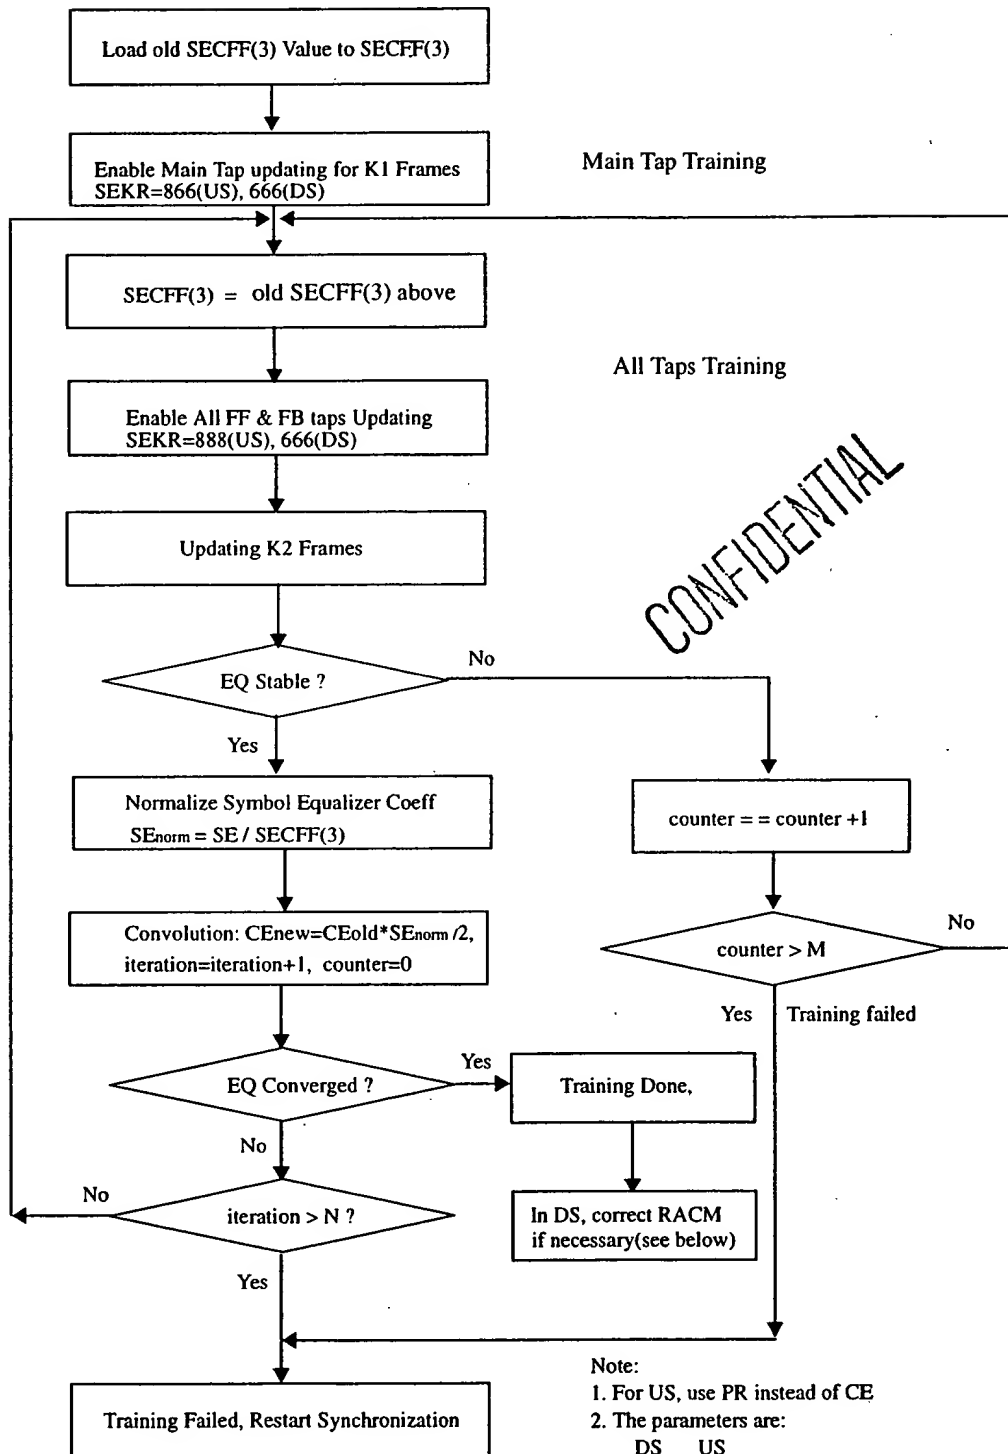 Load old SECFF(3) Value to SECFF(3)
Enable Main Tap updating for K1 Frames
SEKR=866(US), 666(DS)
Main Tap Training
SECFF(3) = old SECFF(3) above
All Taps Training
Enable All FF & FB taps Updating
SEKR=888(US), 666(DS)
CONFIDENTIAL
Updating K2 Frames
EQ Stable ?
No
Yes
Normalize Symbol Equalizer Coeff
SEnorm = SE / SECFF(3)
counter = = counter +1
Convolution: CEnew=CEold*SEnorm /2,
iteration=iteration+1, counter=0
counter > M
No
Yes
Training failed
EQ Converged ?
Yes
Training Done,
No
iteration > N ?
No
In DS, correct RACM
if necessary(see below)
Yes
Training Failed, Restart Synchronization
Note:
1. For US, use PR instead of CE
2. The parameters are:
DS US